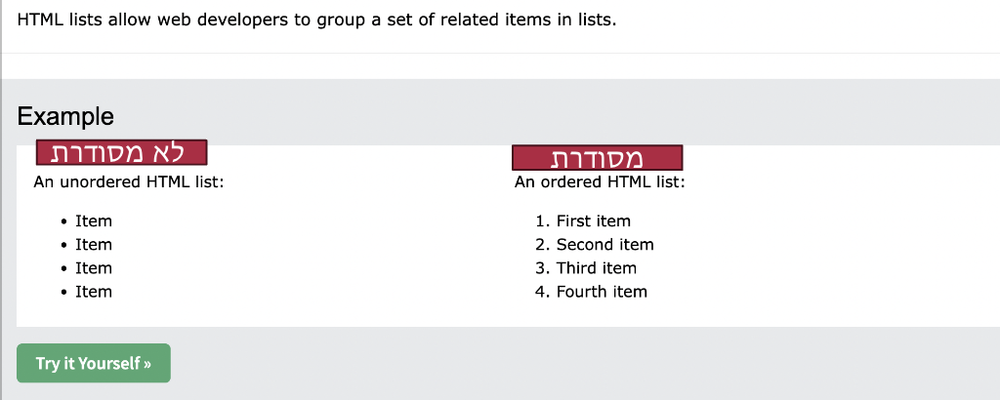 HTML lists allow web developers to group a set of related items in lists.
Example
לא מסודרת
An unordered HTML list:
• Item
• Item
• Item
• Item
מסודרת
An ordered HTML list:
1. First item
2. Second item
3. Third item
4. Fourth item
Try it Yourself »